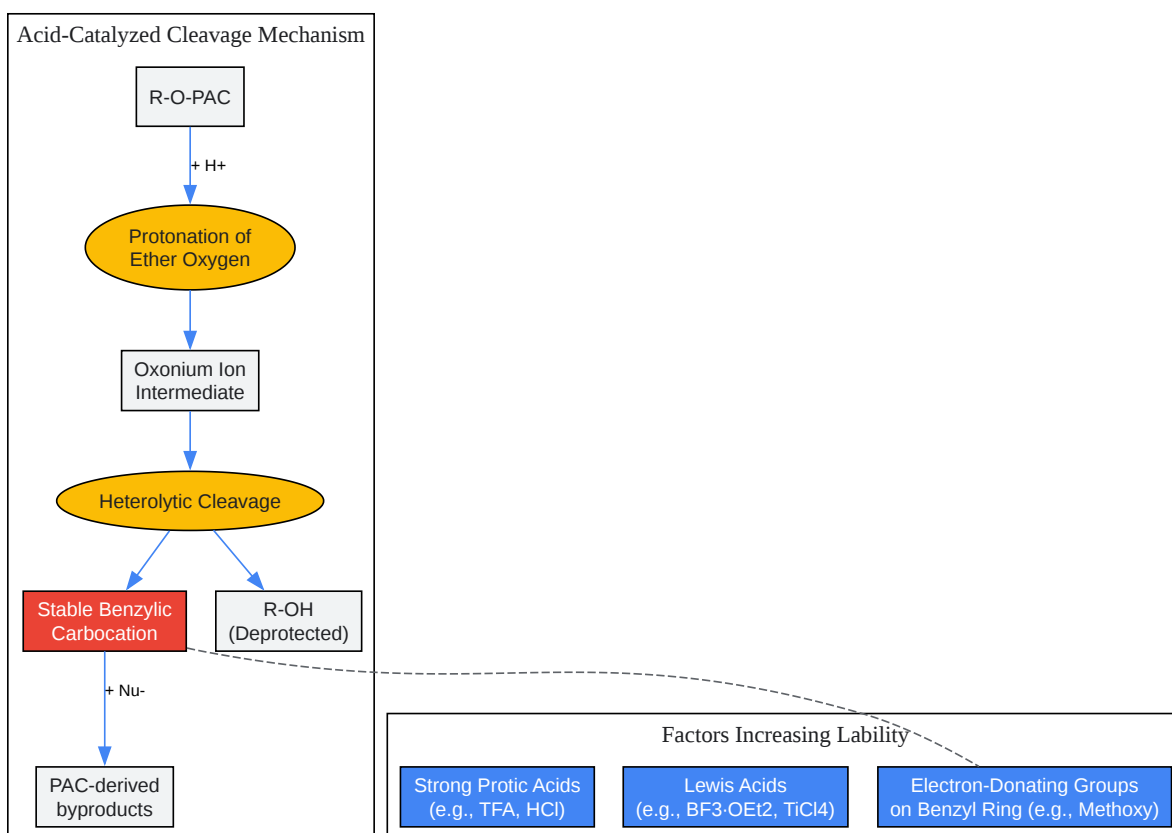 Acid-Catalyzed Cleavage Mechanism
R-O-PAC
+ H+
Protonation of
Ether Oxygen
Oxonium Ion
Intermediate
Heterolytic Cleavage
Stable Benzylic
Carbocation
R-OH
(Deprotected)
+ Nu-
PAC-derived
byproducts
Factors Increasing Lability
Strong Protic Acids
(e.g., TFA, HCl)
Lewis Acids
(e.g., BF3·OEt2, TiCl4)
Electron-Donating Groups
on Benzyl Ring (e.g., Methoxy)